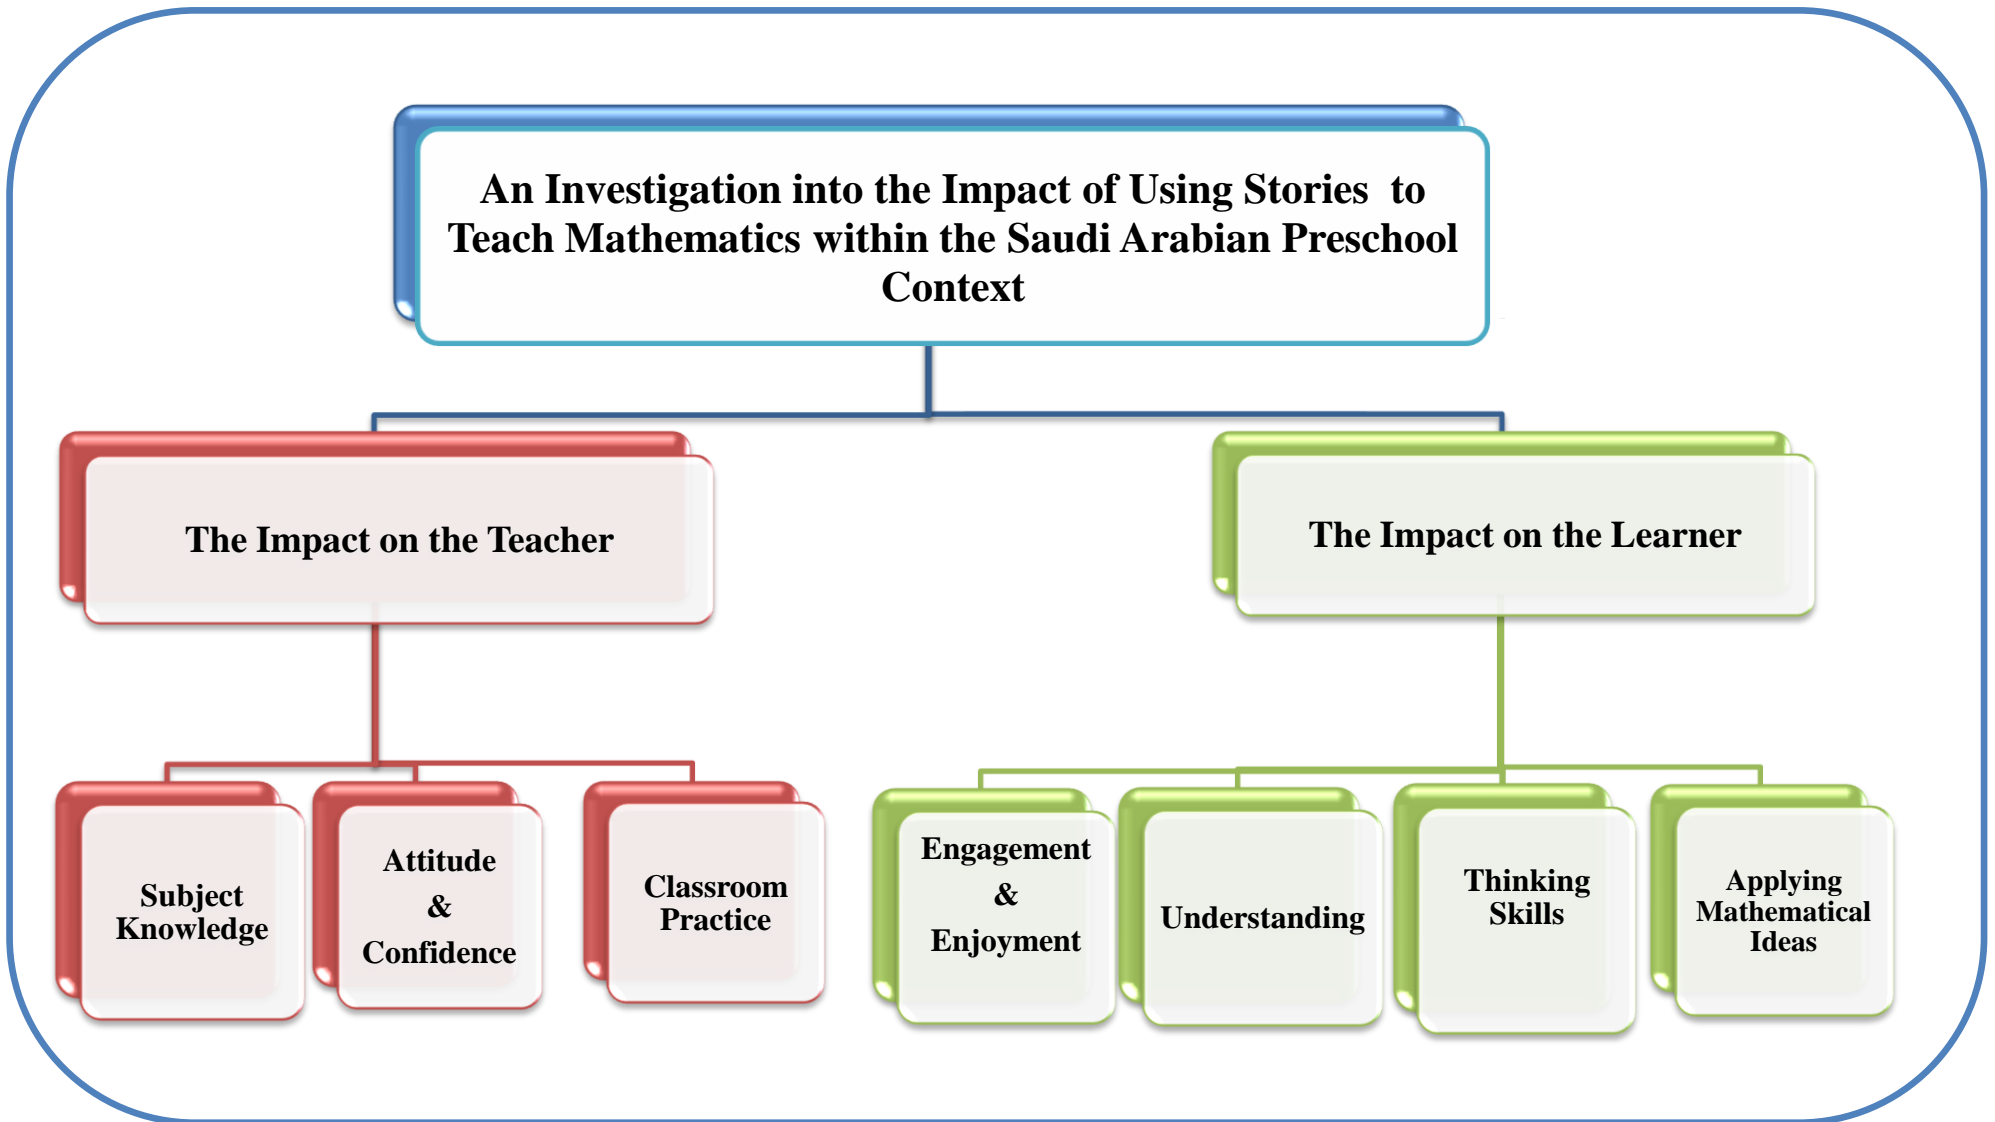 An Investigation into the Impact of Using Stories to
Teach Mathematics within the Saudi Arabian Preschool
Context
The Impact on the Teacher
The Impact on the Learner
Subject
Knowledge
Attitude
&
Confidence
Classroom
Practice
Engagement
&
Enjoyment
Understanding
Thinking
Skills
Applying
Mathematical
Ideas